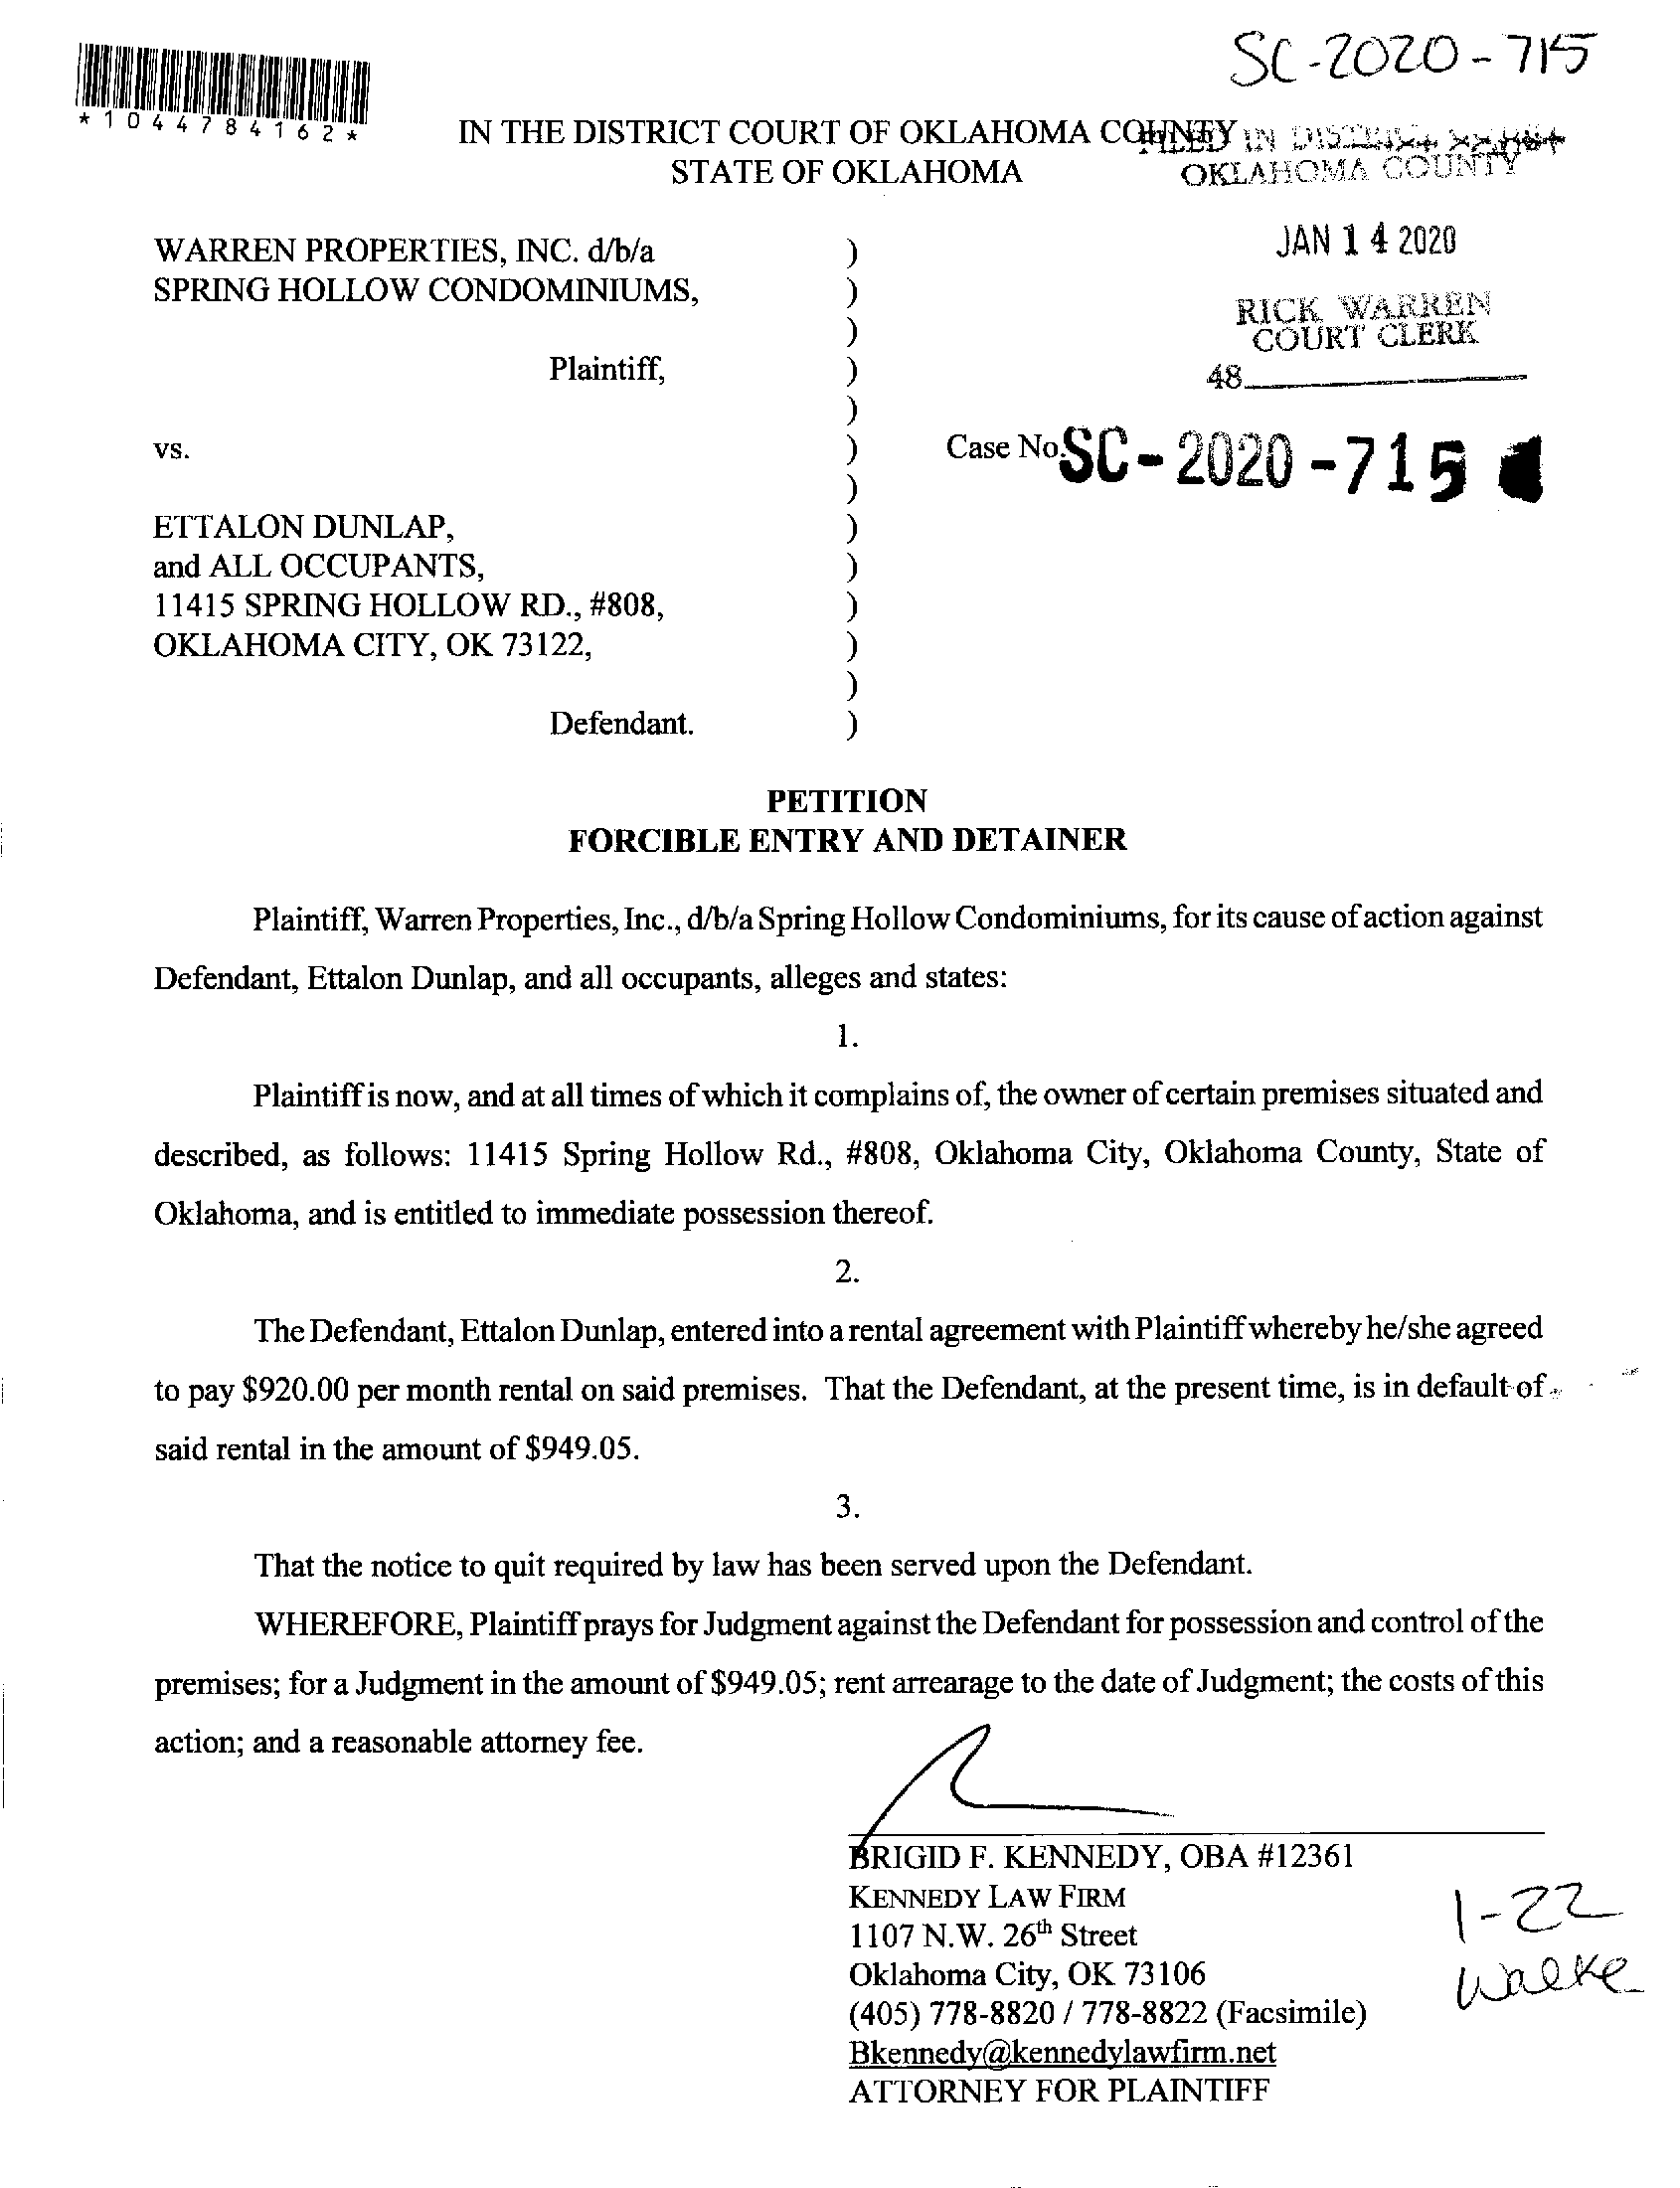 SC-2020-715
*1044784162*
IN THE DISTRICT COURT OF OKLAHOMA COUNTY
FILED IN DISTRICT COURT
STATE OF OKLAHOMA
OKLAHOMA COUNTY
JAN 14 2020
RICK WARREN
COURT CLERK
48
WARREN PROPERTIES, INC. d/b/a )
SPRING HOLLOW CONDOMINIUMS, )
)
Plaintiff, )
)
vs. ) Case No. SC-2020-715
)
ETTALON DUNLAP, )
and ALL OCCUPANTS, )
11415 SPRING HOLLOW RD., #808, )
OKLAHOMA CITY, OK 73122, )
)
Defendant. )
PETITION
FORCIBLE ENTRY AND DETAINER
Plaintiff, Warren Properties, Inc., d/b/a Spring Hollow Condominiums, for its cause of action against
Defendant, Ettalon Dunlap, and all occupants, alleges and states:
1.
Plaintiff is now, and at all times of which it complains of, the owner of certain premises situated and
described, as follows: 11415 Spring Hollow Rd., #808, Oklahoma City, Oklahoma County, State of
Oklahoma, and is entitled to immediate possession thereof.
2.
The Defendant, Ettalon Dunlap, entered into a rental agreement with Plaintiff whereby he/she agreed
to pay $920.00 per month rental on said premises. That the Defendant, at the present time, is in default of
said rental in the amount of $949.05.
3.
That the notice to quit required by law has been served upon the Defendant.
WHEREFORE, Plaintiff prays for Judgment against the Defendant for possession and control of the
premises; for a Judgment in the amount of $949.05; rent arrearage to the date of Judgment; the costs of this
action; and a reasonable attorney fee.
BRIGID F. KENNEDY, OBA #12361
KENNEDY LAW FIRM
1107 N.W. 26th Street
Oklahoma City, OK 73106
(405) 778-8820 / 778-8822 (Facsimile)
Bkennedy@kennedylawfirm.net
ATTORNEY FOR PLAINTIFF
1-22